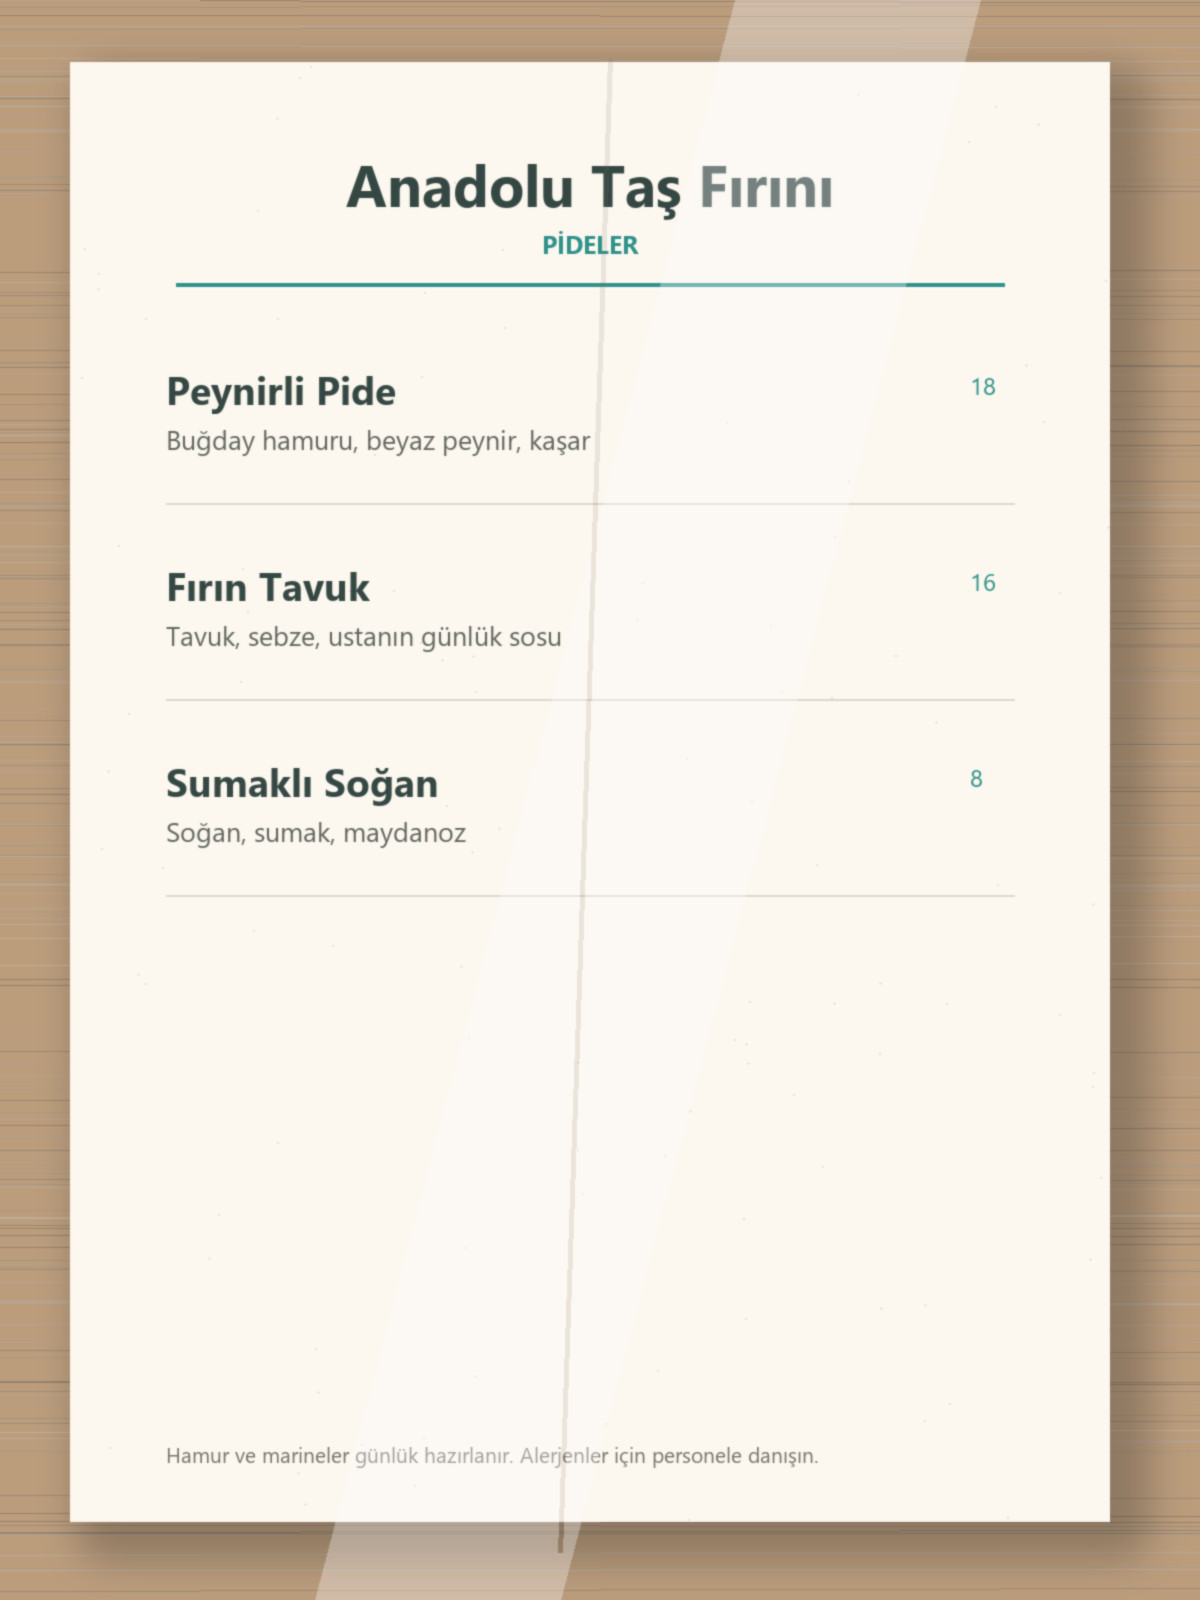 Anadolu Taş Fırını
PİDELER
Peynirli Pide
18
Buğday hamuru, beyaz peynir, kaşar
Fırın Tavuk
16
Tavuk, sebze, ustanın günlük sosu
Sumaklı Soğan
8
Soğan, sumak, maydanoz
Hamur ve marineler günlük hazırlanır. Alerjenler için personele danışın.